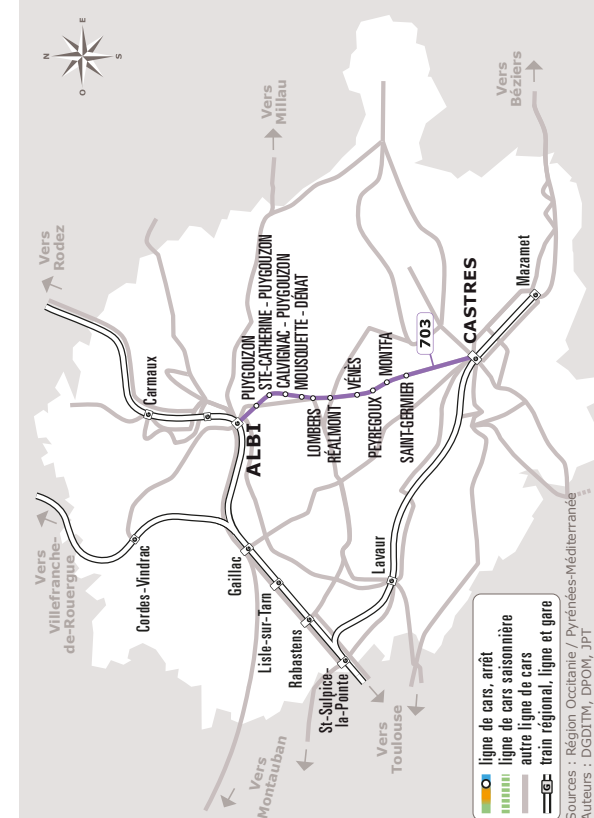 N
E
S
O
Vers
Rodez
Vers
Millau
Vers
Béziers
Vers
Villefranche-
de-Rouergue
Carmaux
Cordes-Vindrac
ALBI
PUYGOUZON
STE-CATHERINE - PUYGOUZON
CALVIGNAC - PUYGOUZON
MOUSQUETTE - DÉNAT
LOMBERS
RÉALMONT
VÉNÈS
PEYREGOUX
MONTFA
SAINT-GERMIER
703
CASTRES
Mazamet
Gaillac
Lisle-sur-Tarn
Rabastens
St-Sulpice-
la-Pointe
Lavaur
Vers
Montauban
Vers
Toulouse
ligne de cars, arrêt
ligne de cars saisonnière
autre ligne de cars
G train régional, ligne et gare
Sources : Région Occitanie / Pyrénées-Méditerranée
Auteurs : DGDITM, DPOM, JPT